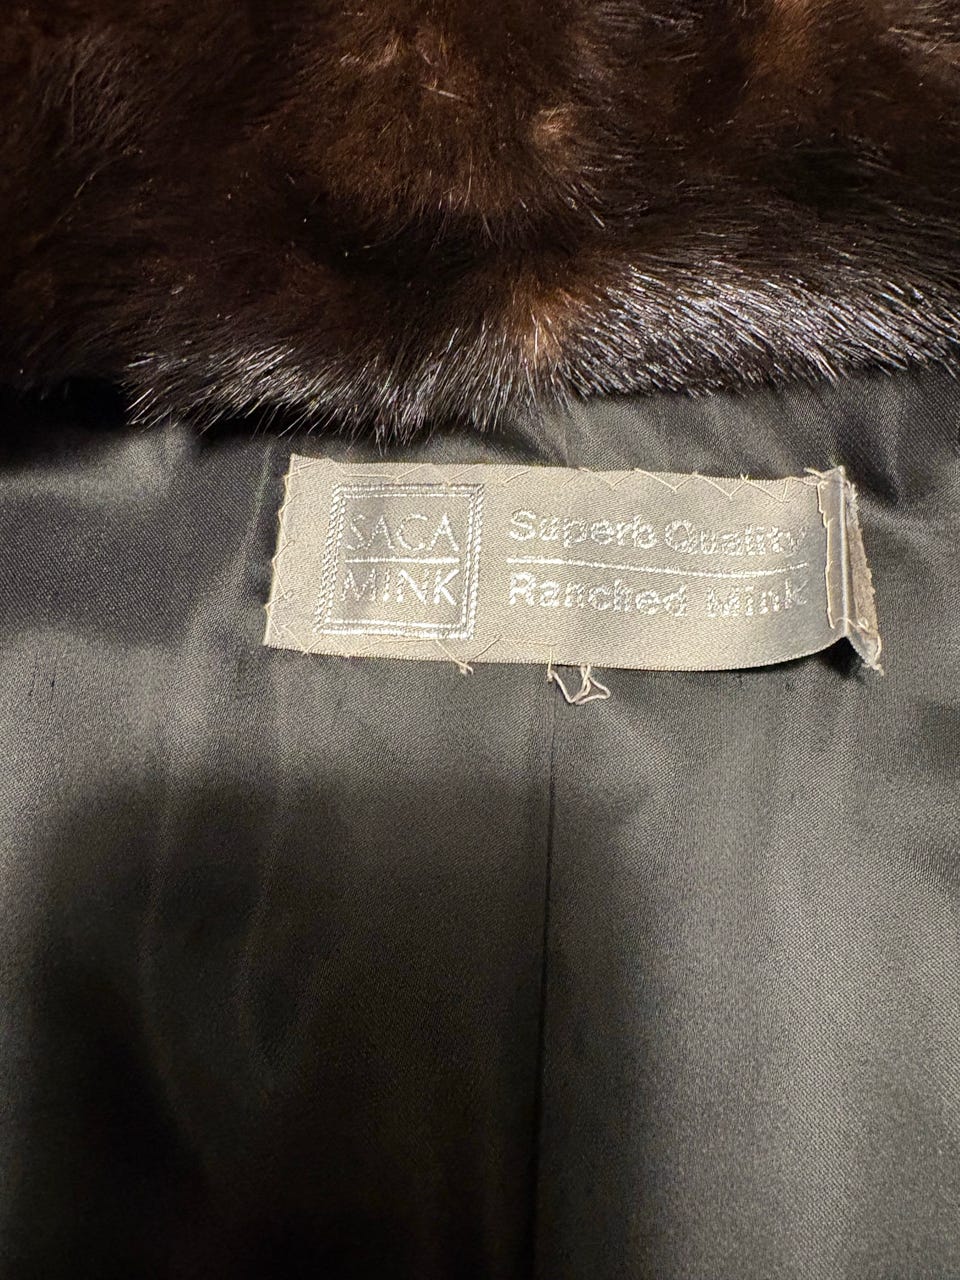 SAGA
MINK
Superb Quality
Ranched Mink